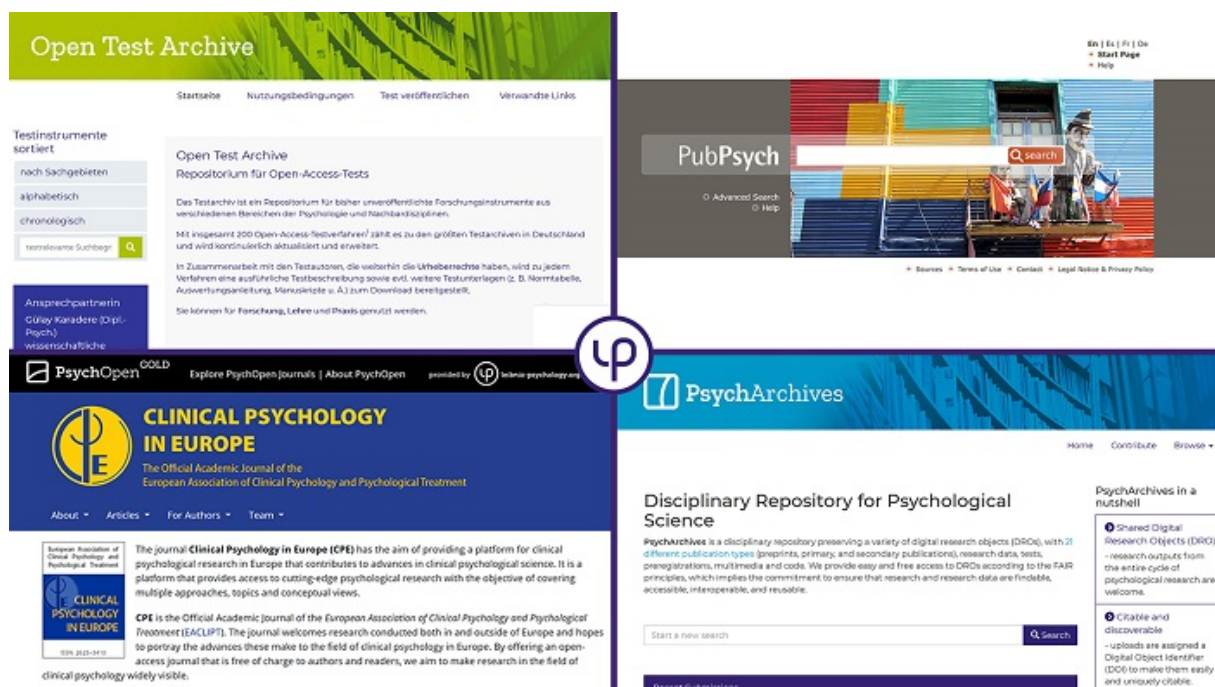 Open Test Archive
Startseite Nutzungsbedingungen Test veröffentlichen Verwandte Links
Testinstrumente
sortiert
nach Sachgebieten
alphabetisch
chronologisch
testrelevante Suchbegr
Ansprechpartnerin
Gülay Karadere (Dipl.-
Psych.)
wissenschaftliche
Open Test Archive
Repositorium für Open-Access-Tests
Das Testarchiv ist ein Repositorium für bisher unveröffentlichte Forschungsinstrumente aus
verschiedenen Bereichen der Psychologie und Nachbardisziplinen.
Mit insgesamt 200 Open-Access-Testverfahren¹ zählt es zu den größten Testarchiven in Deutschland
und wird kontinuierlich aktualisiert und erweitert.
In Zusammenarbeit mit den Testautoren, die weiterhin die Urheberrechte haben, wird zu jedem
Verfahren eine ausführliche Testbeschreibung sowie evtl. weitere Testunterlagen (z. B. Normtabelle,
Auswertungsanleitung, Manuskripte u. Ä.) zum Download bereitgestellt.
Sie können für Forschung, Lehre und Praxis genutzt werden.
En | Es | Fr | De
Start Page
Help
PubPsych
search
Advanced Search
Help
Sources Terms of Use Contact Legal Notice & Privacy Policy
PsychOpen GOLD
Explore PsychOpen Journals | About PsychOpen
provided by leibniz-psychology.org
CLINICAL PSYCHOLOGY
IN EUROPE
The Official Academic Journal of the
European Association of Clinical Psychology and Psychological Treatment
About Articles For Authors Team
European Association of
Clinical Psychology and
Psychological Treatment
CLINICAL
PSYCHOLOGY
IN EUROPE
ISSN 2625-3410
The journal Clinical Psychology in Europe (CPE) has the aim of providing a platform for clinical
psychological research in Europe that contributes to advances in clinical psychological science. It is a
platform that provides access to cutting-edge psychological research with the objective of covering
multiple approaches, topics and conceptual views.
CPE is the Official Academic Journal of the European Association of Clinical Psychology and Psychological
Treatment (EACLIPT). The journal welcomes research conducted both in and outside of Europe and hopes
to portray the advances these make to the field of clinical psychology in Europe. By offering an open-
access journal that is free of charge to authors and readers, we aim to make research in the field of
clinical psychology widely visible.
PsychArchives
Home Contribute Browse
Disciplinary Repository for Psychological
Science
PsychArchives is a disciplinary repository preserving a variety of digital research objects (DROs), with 21
different publication types (preprints, primary, and secondary publications), research data, tests,
preregistrations, multimedia and code. We provide easy and free access to DROs according to the FAIR
principles, which implies the commitment to ensure that research and research data are findable,
accessible, interoperable, and reusable.
Start a new search
Search
PsychArchives in a
nutshell
Shared Digital
Research Objects (DRO)
- research outputs from
the entire cycle of
psychological research are
welcome.
Citable and
discoverable
- uploads are assigned a
Digital Object Identifier
(DOI) to make them easily
and uniquely citable.